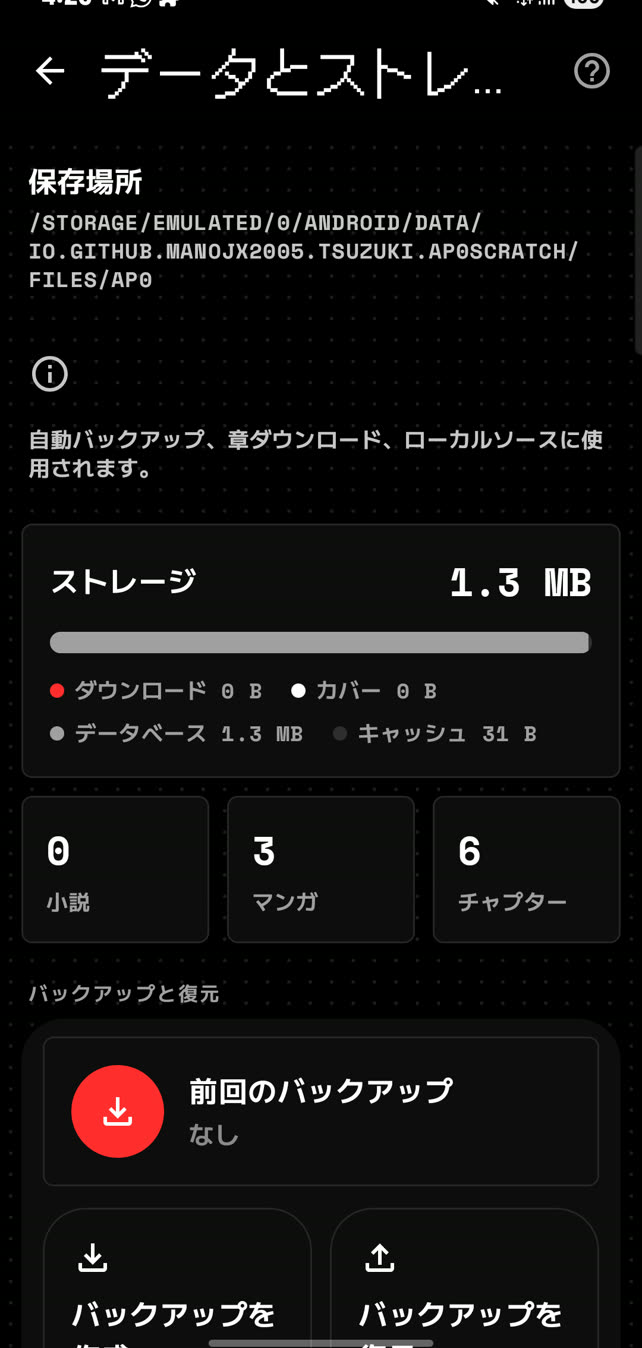 データとストレ...
保存場所
/STORAGE/EMULATED/0/ANDROID/DATA/
IO.GITHUB.MANOJX2005.TSUZUKI.AP0SCRATCH/
FILES/AP0
自動バックアップ、章ダウンロード、ローカルソースに使
用されます。
ストレージ 1.3 MB
ダウンロード 0 B カバー 0 B
データベース 1.3 MB キャッシュ 31 B
0 3 6
小説 マンガ チャプター
バックアップと復元
前回のバックアップ
なし
バックアップを バックアップを